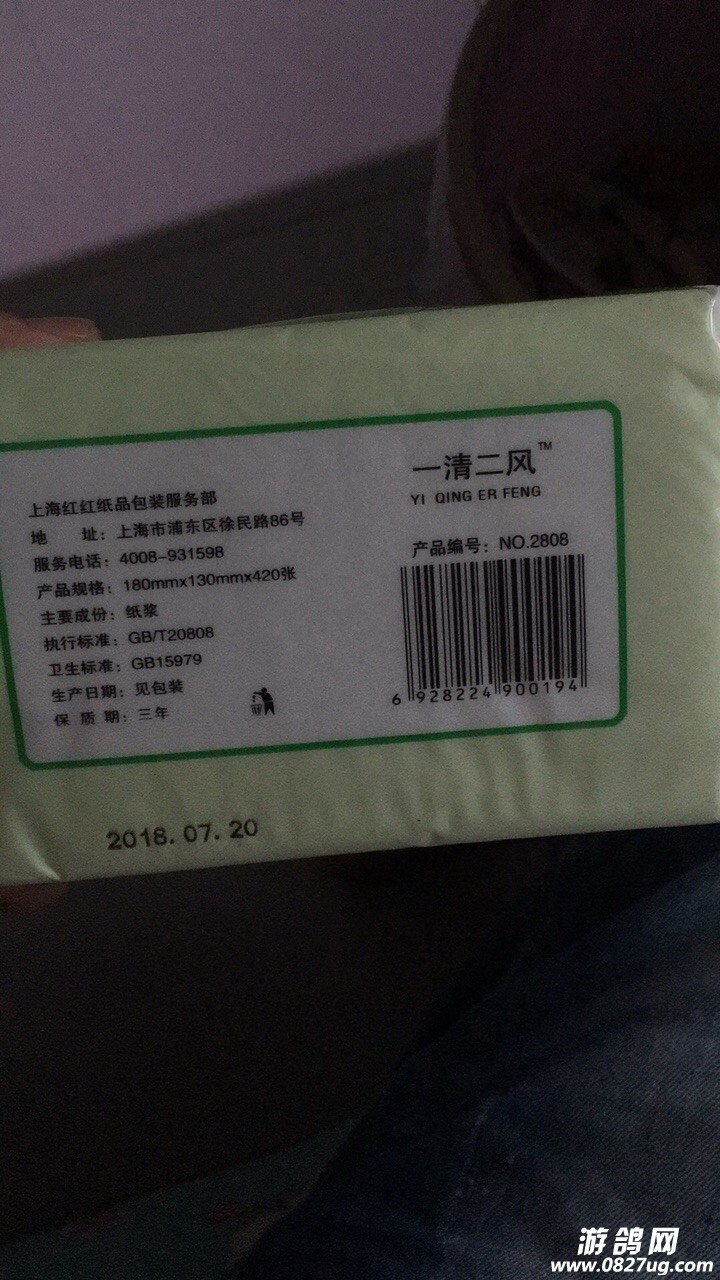 一清二风™
YI QING ER FENG
产品编号：NO.2808
6 928224 900194
上海红红纸品包装服务部
地 址：上海市浦东区徐民路86号
服务电话：4008-931598
产品规格：180mmx130mmx420张
主要成份：纸浆
执行标准：GB/T20808
卫生标准：GB15979
生产日期：见包装
保 质 期：三年
2018.07.20
游鸽网
www.0827ug.com